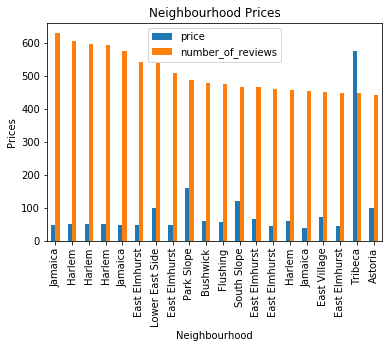 Neighbourhood Prices
price
number_of_reviews
Prices
600
500
400
300
200
100
0
Jamaica
Harlem
Harlem
Harlem
Jamaica
East Elmhurst
Lower East Side
East Elmhurst
Park Slope
Bushwick
Flushing
South Slope
East Elmhurst
East Elmhurst
Harlem
Jamaica
East Village
East Elmhurst
Tribeca
Astoria
Neighbourhood